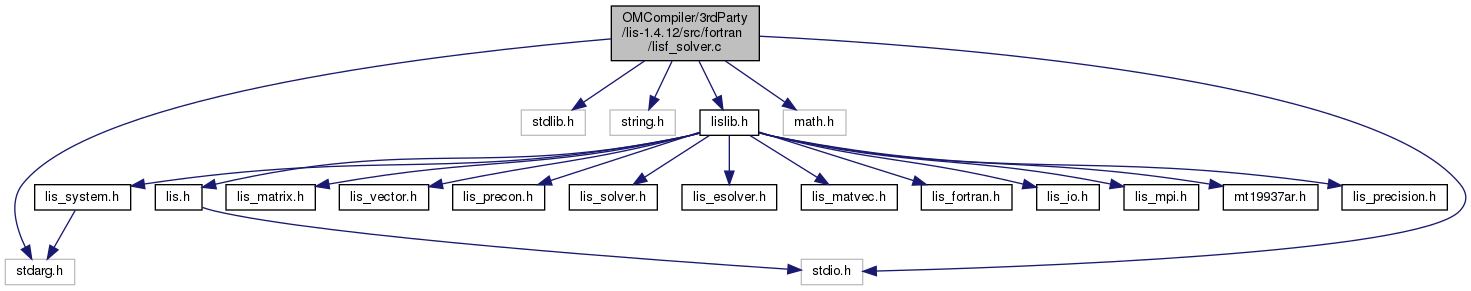 OMCompiler/3rdParty
/lis-1.4.12/src/fortran
/lisf_solver.c
stdlib.h
string.h
lislib.h
math.h
lis_system.h
lis.h
lis_matrix.h
lis_vector.h
lis_precon.h
lis_solver.h
lis_esolver.h
lis_matvec.h
lis_fortran.h
lis_io.h
lis_mpi.h
mt19937ar.h
lis_precision.h
stdarg.h
stdio.h